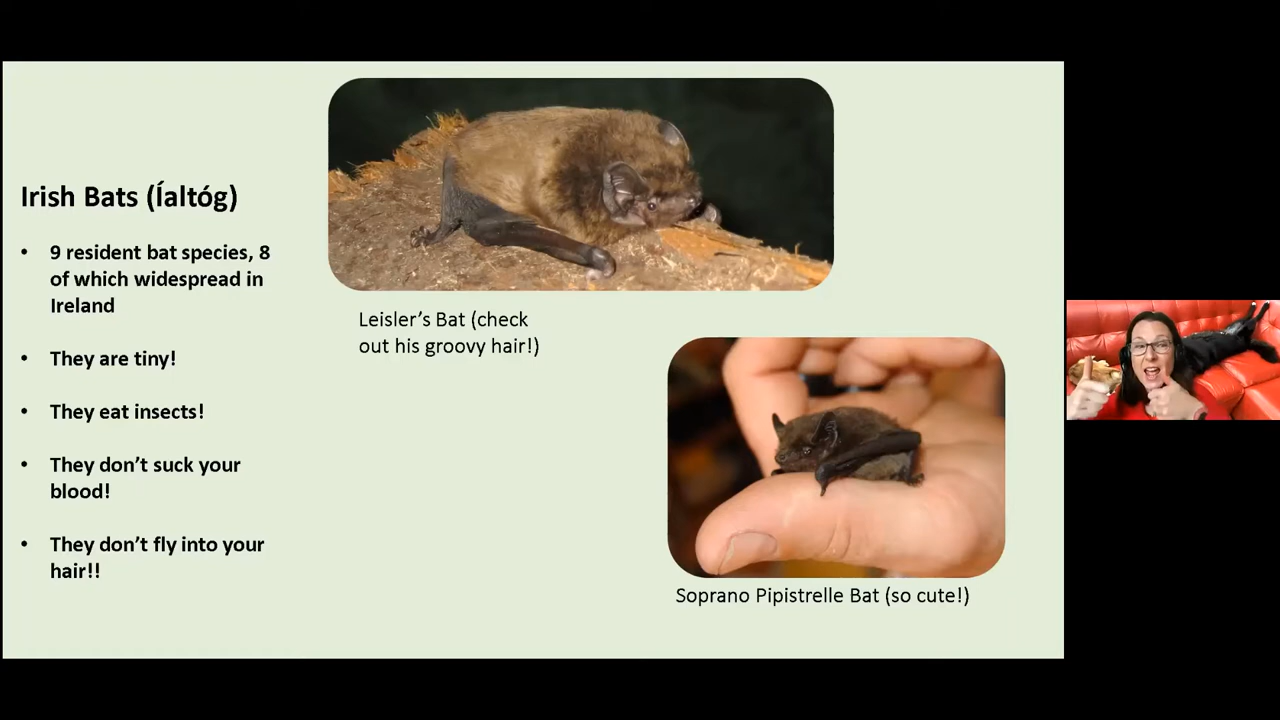 Irish Bats (Íaltóg)
• 9 resident bat species, 8
of which widespread in
Ireland
• They are tiny!
• They eat insects!
• They don't suck your
blood!
• They don't fly into your
hair!!
Leisler's Bat (check
out his groovy hair!)
Soprano Pipistrelle Bat (so cute!)